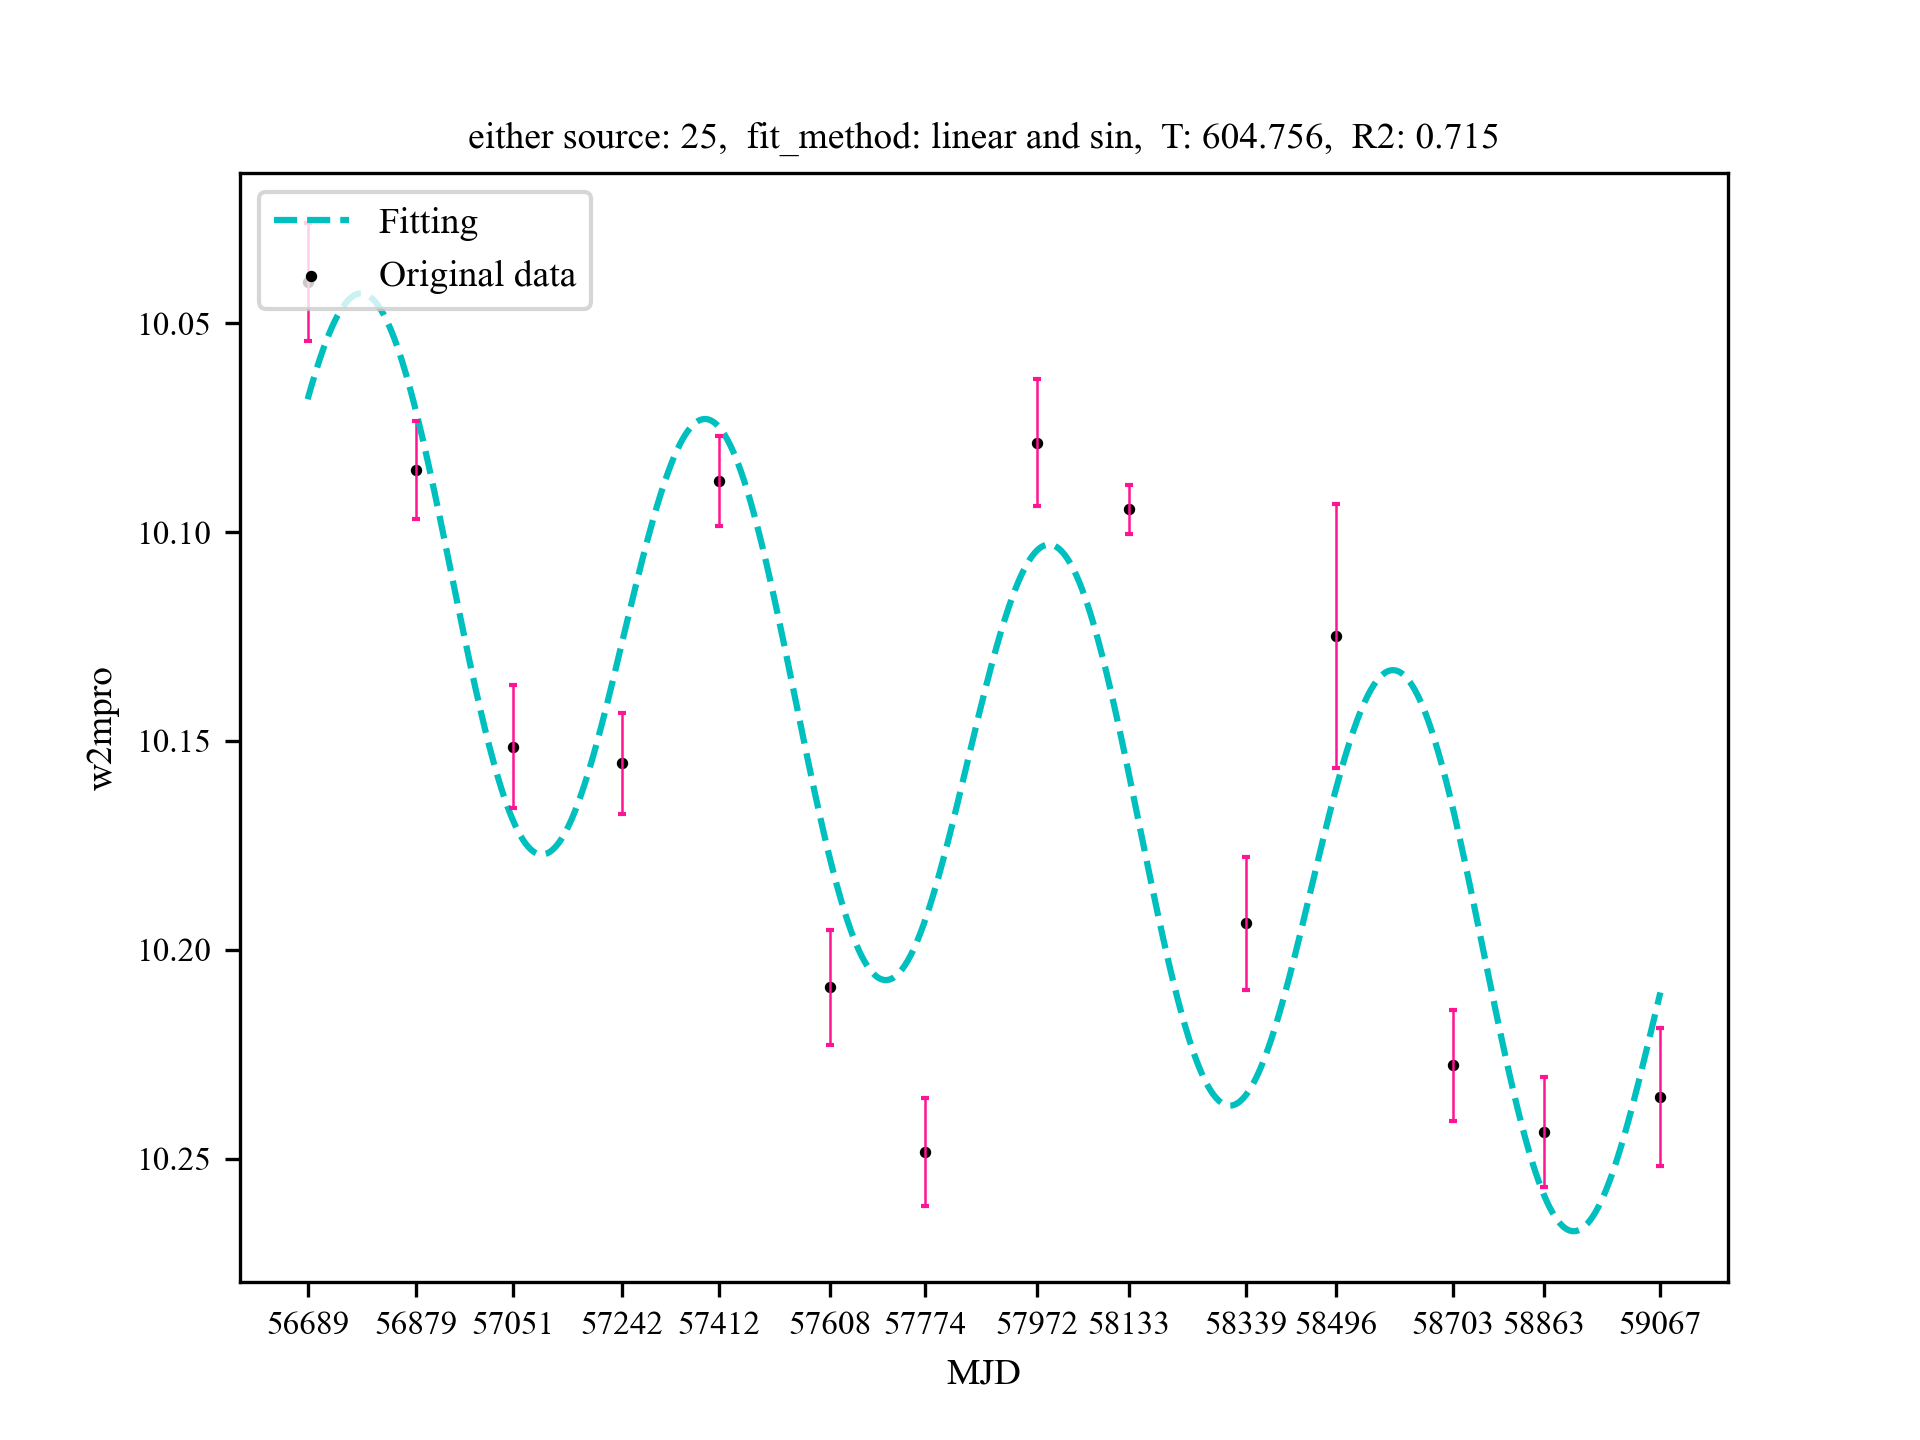 either source: 25,  fit_method: linear and sin,  T: 604.756,  R2: 0.715
Fitting
Original data
10.05
10.10
10.15
10.20
10.25
w2mpro
56689 56879 57051 57242 57412 57608 57774 57972 58133 58339 58496 58703 58863 59067
MJD